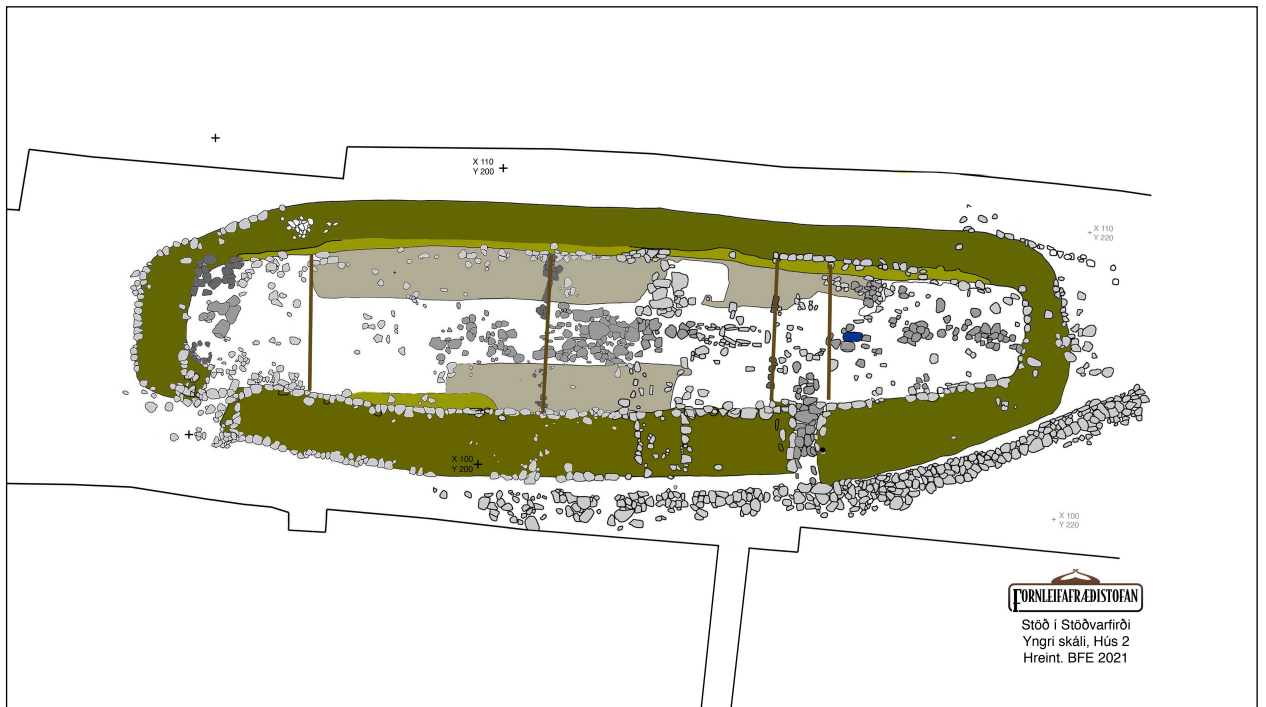 X 110
Y 200
X 110
Y 220
X 100
Y 200
X 100
Y 220
FORNLEIFAFRÆÐISTOFAN
Stöð í Stöðvarfirði
Yngri skáli, Hús 2
Hreint. BFE 2021